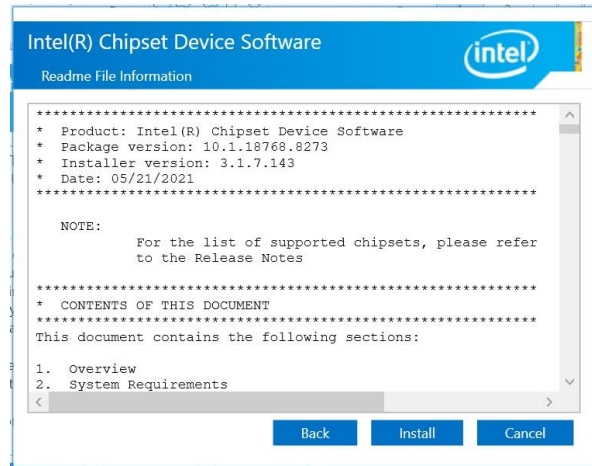 Intel(R) Chipset Device Software
intel
Readme File Information
************************************************************
*  Product: Intel(R) Chipset Device Software
*  Package version: 10.1.18768.8273
*  Installer version: 3.1.7.143
*  Date: 05/21/2021
************************************************************
NOTE:
For the list of supported chipsets, please refer
to the Release Notes
************************************************************
*  CONTENTS OF THIS DOCUMENT
************************************************************
This document contains the following sections:
1.  Overview
2.  System Requirements
Back Install Cancel